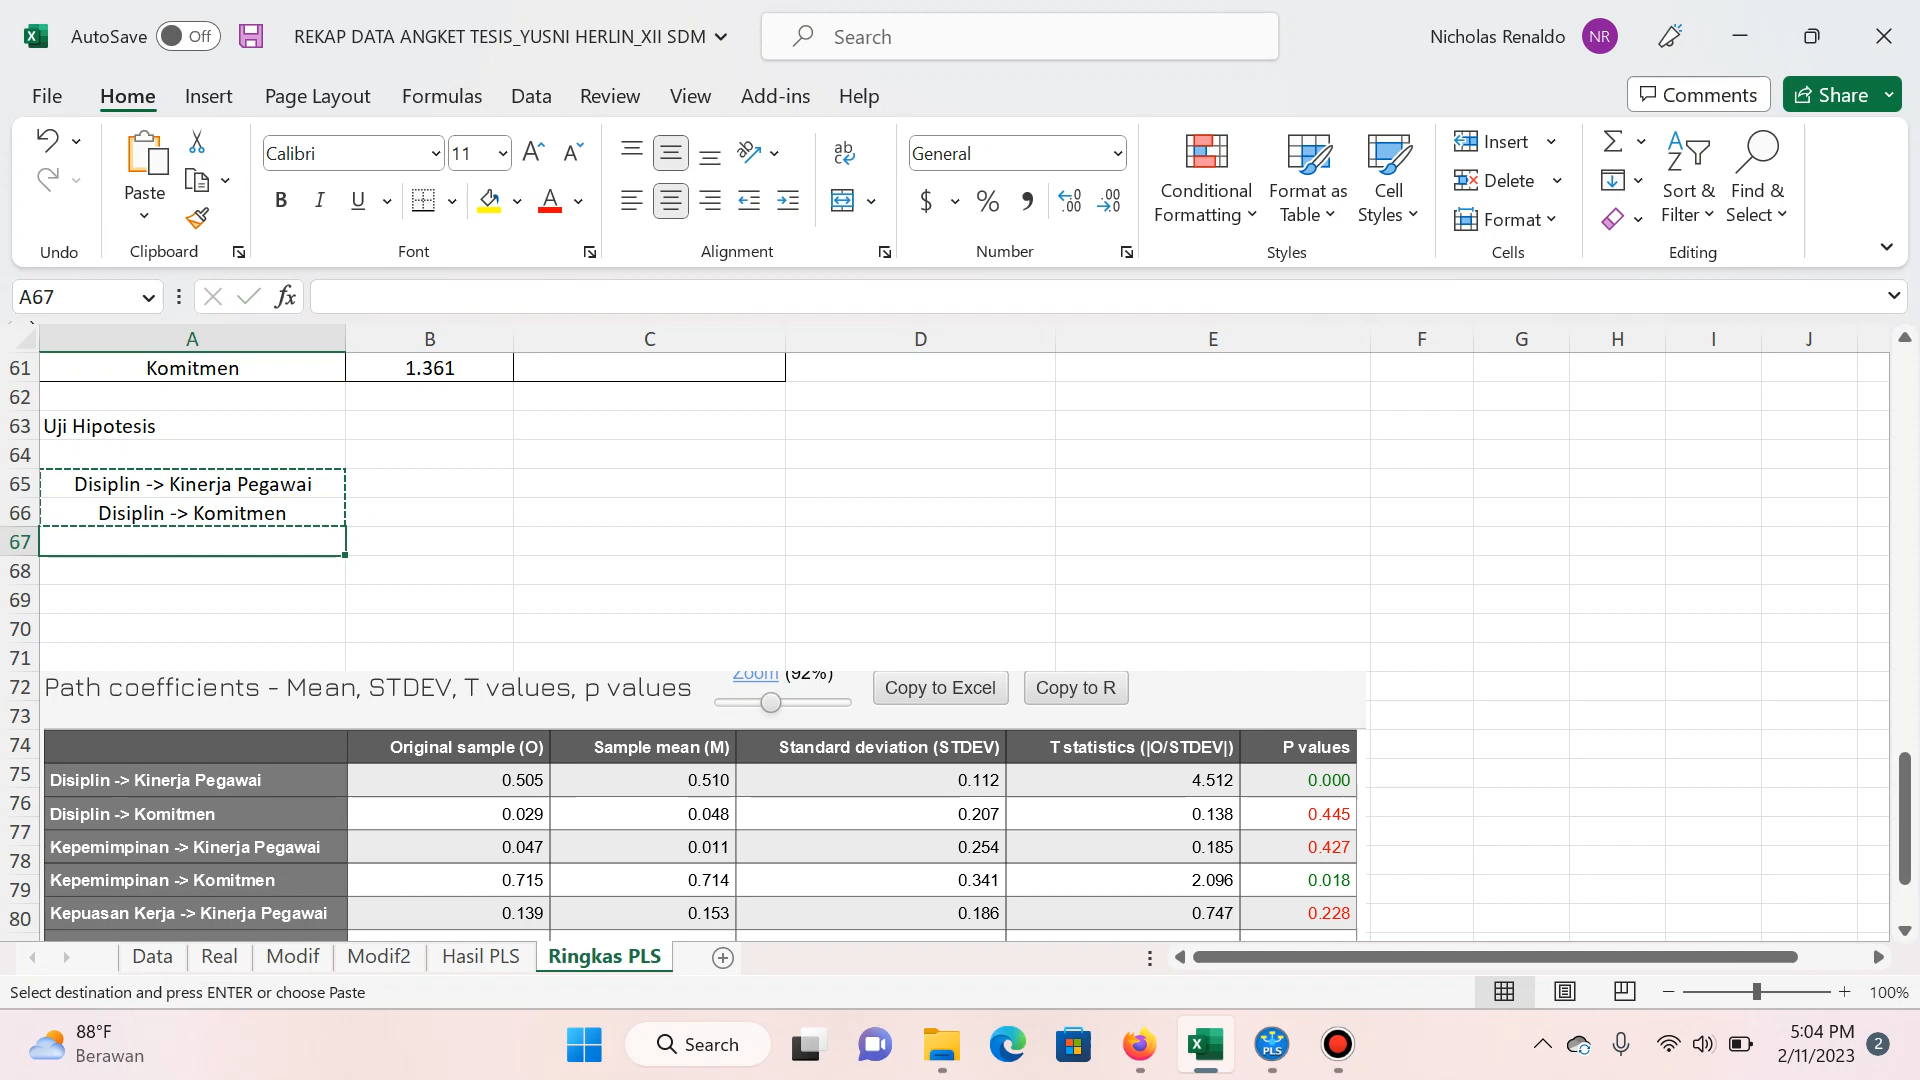 AutoSave Off REKAP DATA ANGKET TESIS_YUSNI HERLIN_XII SDM Search Nicholas Renaldo NR
File Home Insert Page Layout Formulas Data Review View Add-ins Help Comments Share
Paste Calibri 11 General Conditional Formatting Format as Table Cell Styles Insert Delete Format Sort & Filter Find & Select
Undo Clipboard Font Alignment Number Styles Cells Editing
A67
A B C D E F G H I J
61 Komitmen 1.361
62
63 Uji Hipotesis
64
65 Disiplin -> Kinerja Pegawai
66 Disiplin -> Komitmen
67
68
69
70
71
72 Path coefficients - Mean, STDEV, T values, p values Zoom (92%) Copy to Excel Copy to R
73
74 Original sample (O) Sample mean (M) Standard deviation (STDEV) T statistics (|O/STDEV|) P values
75 Disiplin -> Kinerja Pegawai 0.505 0.510 0.112 4.512 0.000
76 Disiplin -> Komitmen 0.029 0.048 0.207 0.138 0.445
77 Kepemimpinan -> Kinerja Pegawai 0.047 0.011 0.254 0.185 0.427
78
79 Kepemimpinan -> Komitmen 0.715 0.714 0.341 2.096 0.018
80 Kepuasan Kerja -> Kinerja Pegawai 0.139 0.153 0.186 0.747 0.228
Data Real Modif Modif2 Hasil PLS Ringkas PLS
Select destination and press ENTER or choose Paste 100%
88°F
Berawan
Search
PLS
5:04 PM
2/11/2023
2